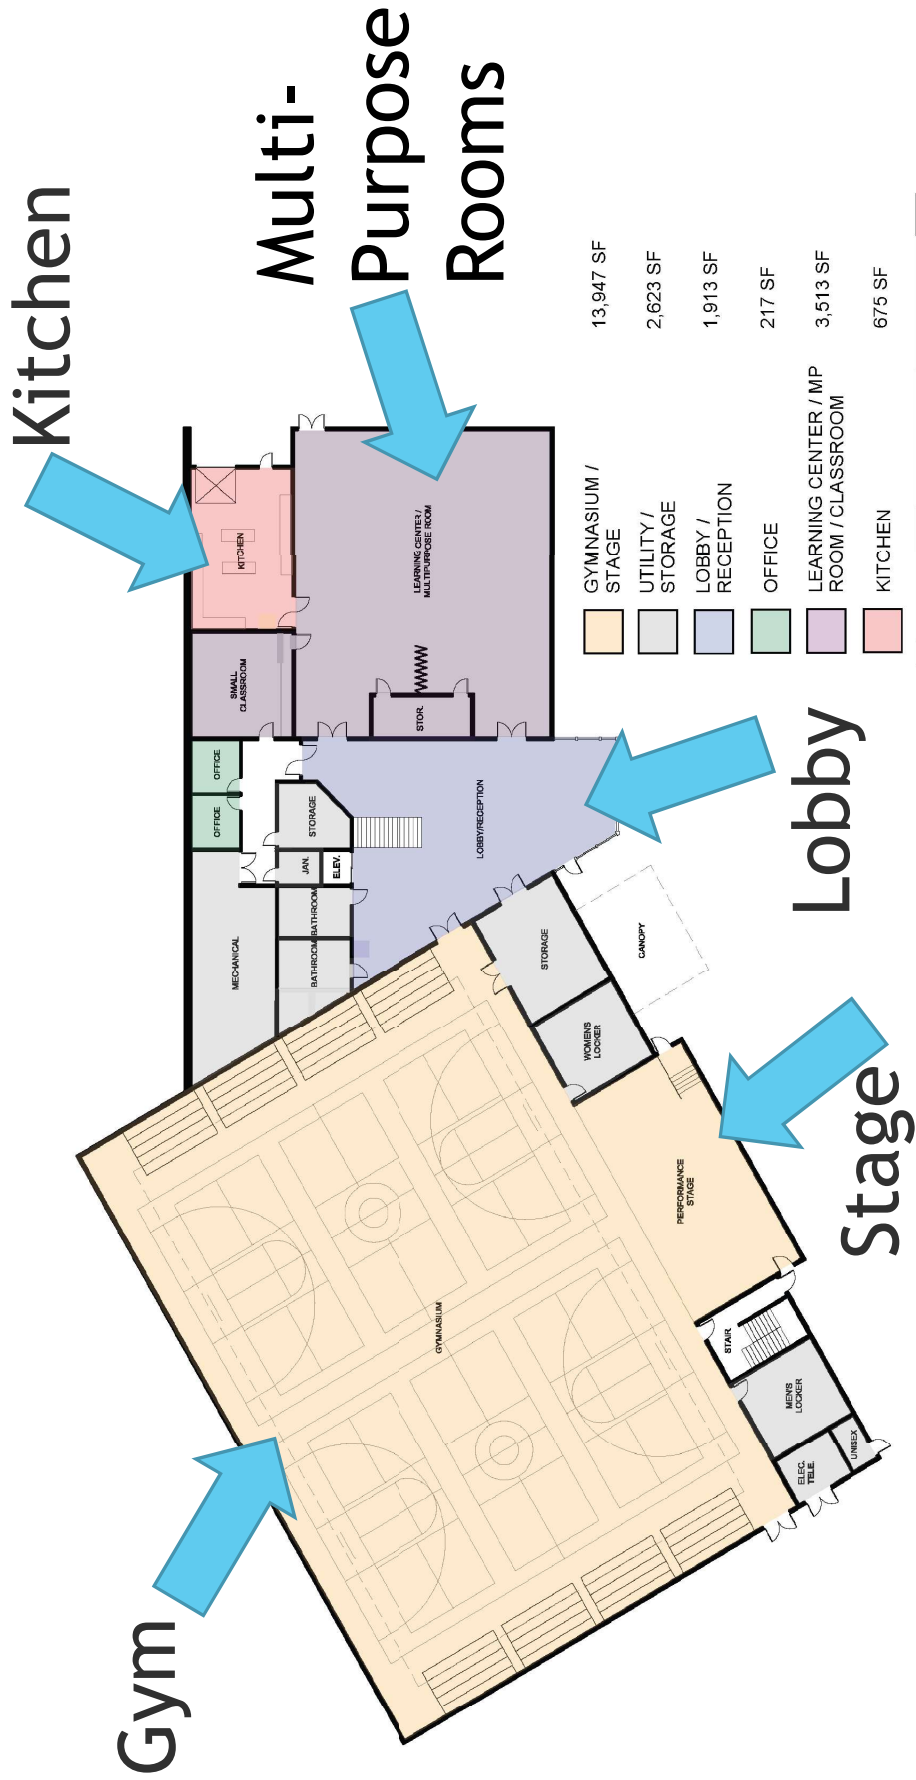 Kitchen
Multi-
Purpose
Rooms
Gym
Lobby
Stage
KITCHEN
SMALL
CLASSROOM
LEARNING CENTER /
MULTIPURPOSE ROOM
STOR.
OFFICE
OFFICE
STORAGE
JAN.
ELEV.
BATHROOM
BATHROOM
MECHANICAL
LOBBY/RECEPTION
STORAGE
CANOPY
WOMENS
LOCKER
GYMNASIUM
PERFORMANCE
STAGE
STAIR
MEN'S
LOCKER
ELEC.
TELE.
UNISEX
GYMNASIUM /
STAGE
13,947 SF
UTILITY /
STORAGE
2,623 SF
LOBBY /
RECEPTION
1,913 SF
OFFICE
217 SF
LEARNING CENTER / MP
ROOM / CLASSROOM
3,513 SF
KITCHEN
675 SF